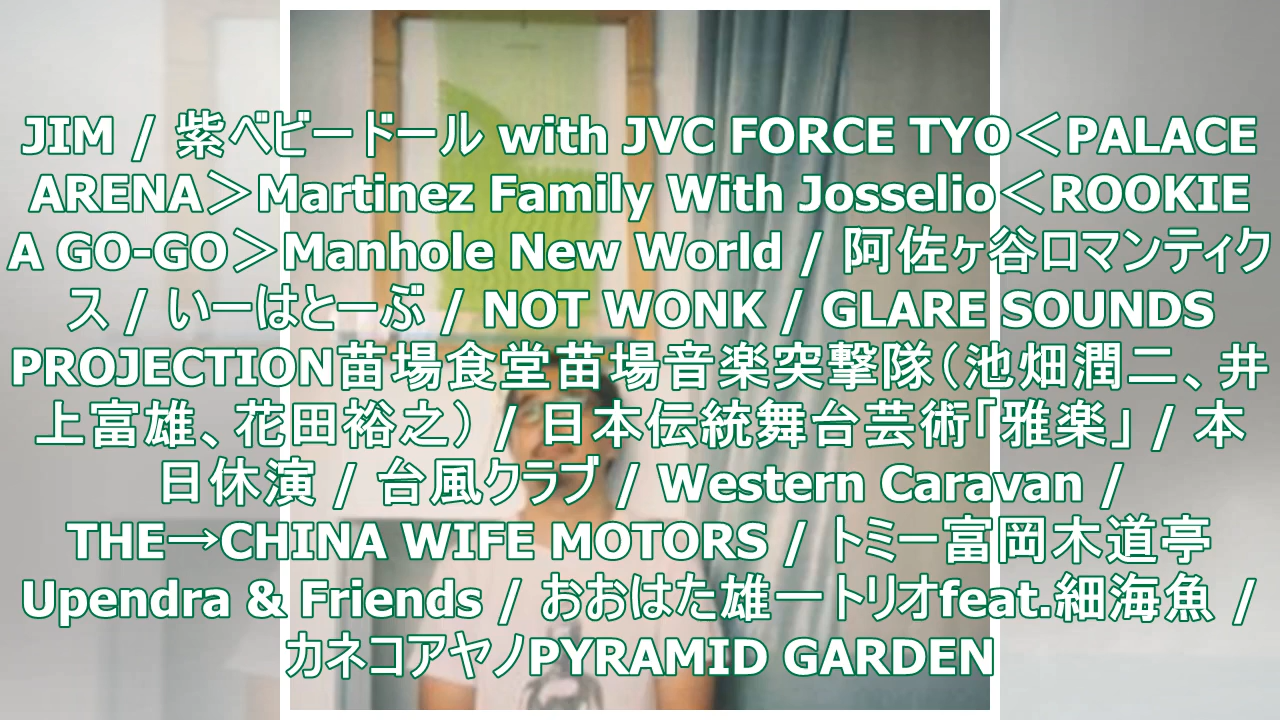 JIM / 紫ベビードール with JVC FORCE TY0＜PALACE
ARENA＞Martinez Family With Josselio＜ROOKIE
A GO-GO＞Manhole New World / 阿佐ヶ谷ロマンティク
ス / いーはとーぶ / NOT WONK / GLARE SOUNDS
PROJECTION苗場食堂苗場音楽突撃隊（池畑潤二、井
上富雄、花田裕之） / 日本伝統舞台芸術「雅楽」 / 本
日休演 / 台風クラブ / Western Caravan /
THE→CHINA WIFE MOTORS / トミー富岡木道亭
Upendra & Friends / おおはた雄一トリオfeat.細海魚 /
カネコアヤノPYRAMID GARDEN